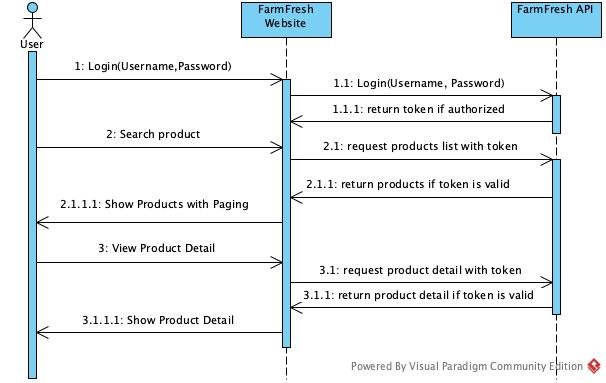 FarmFresh
Website
FarmFresh API
User
1: Login(Username,Password)
1.1: Login(Username, Password)
1.1.1: return token if authorized
2: Search product
2.1: request products list with token
2.1.1: return products if token is valid
2.1.1.1: Show Products with Paging
3: View Product Detail
3.1: request product detail with token
3.1.1: return product detail if token is valid
3.1.1.1: Show Product Detail
Powered By Visual Paradigm Community Edition